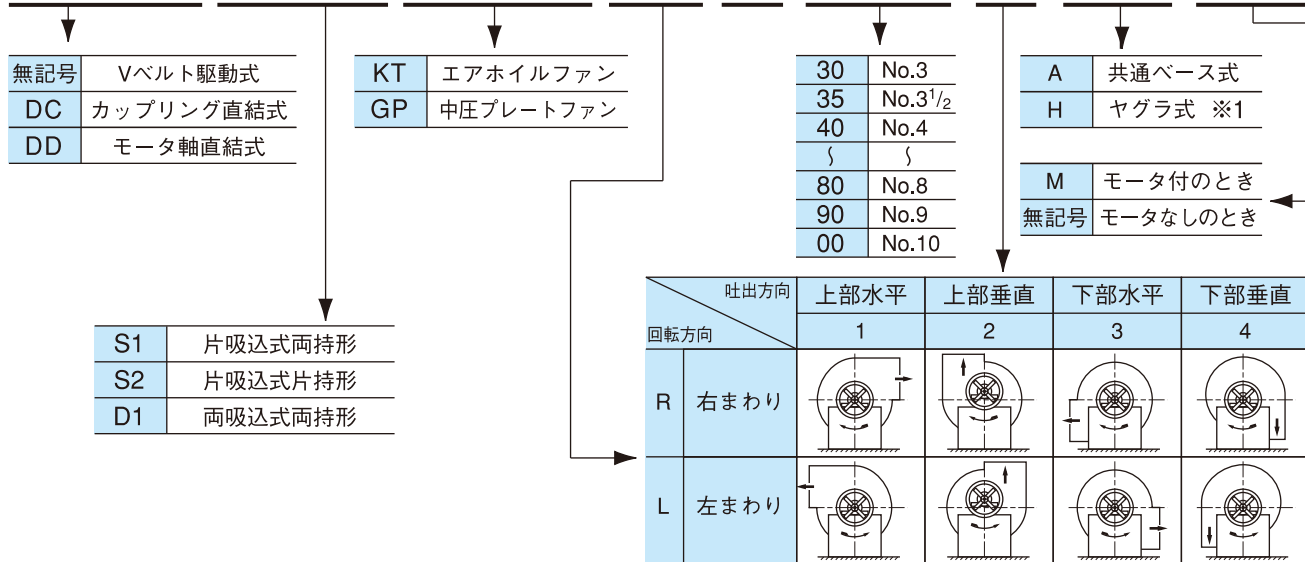 無記号 Vベルト駆動式
DC カップリング直結式
DD モータ軸直結式
KT エアホイルファン
GP 中圧プレートファン
30 No.3
35 No.3 1/2
40 No.4
〜 〜
80 No.8
90 No.9
00 No.10
A 共通ベース式
H ヤグラ式 ※1
M モータ付のとき
無記号 モータなしのとき
S1 片吸込式両持形
S2 片吸込式片持形
D1 両吸込式両持形
吐出方向 上部水平 上部垂直 下部水平 下部垂直
回転方向 1 2 3 4
R 右まわり
L 左まわり